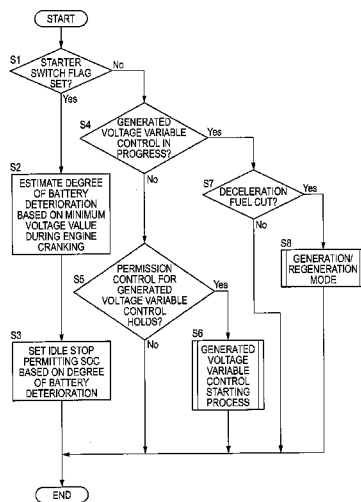 START
S1
STARTER
SWITCH FLAG
SET?
No
Yes
S4
GENERATED
VOLTAGE VARIABLE
CONTROL IN
PROGRESS?
Yes
No
S2
ESTIMATE DEGREE
OF BATTERY
DETERIORATION
BASED ON MINIMUM
VOLTAGE VALUE
DURING ENGINE
CRANKING
S7
DECELERATION
FUEL CUT?
Yes
No
S8
GENERATION/
REGENERATION
MODE
S5
PERMISSION
CONTROL FOR
GENERATED
VOLTAGE VARIABLE
CONTROL
HOLDS?
Yes
No
S3
SET IDLE STOP
PERMITTING SOC
BASED ON DEGREE
OF BATTERY
DETERIORATION
S6
GENERATED
VOLTAGE
VARIABLE
CONTROL
STARTING
PROCESS
END